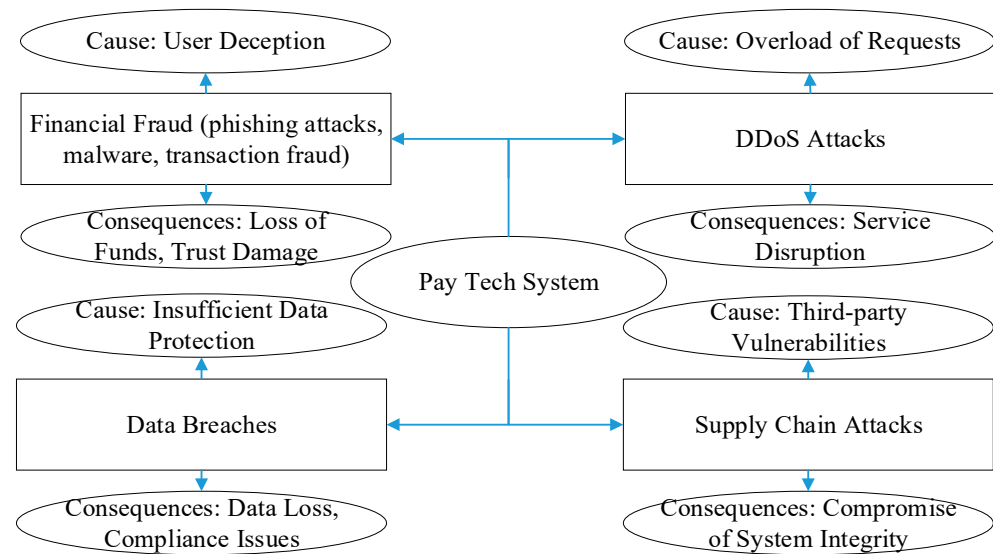 Cause: User Deception
Financial Fraud (phishing attacks,
malware, transaction fraud)
Consequences: Loss of
Funds, Trust Damage
Cause: Overload of Requests
DDoS Attacks
Consequences: Service
Disruption
Pay Tech System
Cause: Insufficient Data
Protection
Data Breaches
Consequences: Data Loss,
Compliance Issues
Cause: Third-party
Vulnerabilities
Supply Chain Attacks
Consequences: Compromise
of System Integrity